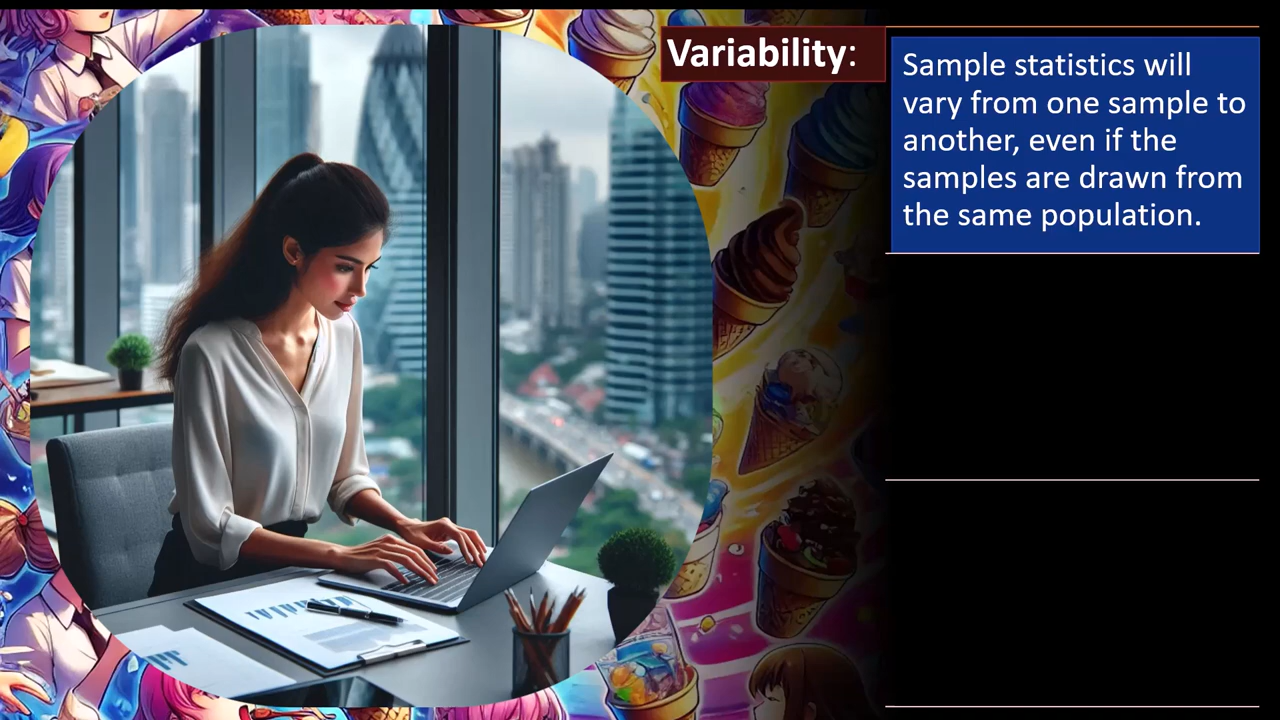 Variability:
Sample statistics will
vary from one sample to
another, even if the
samples are drawn from
the same population.